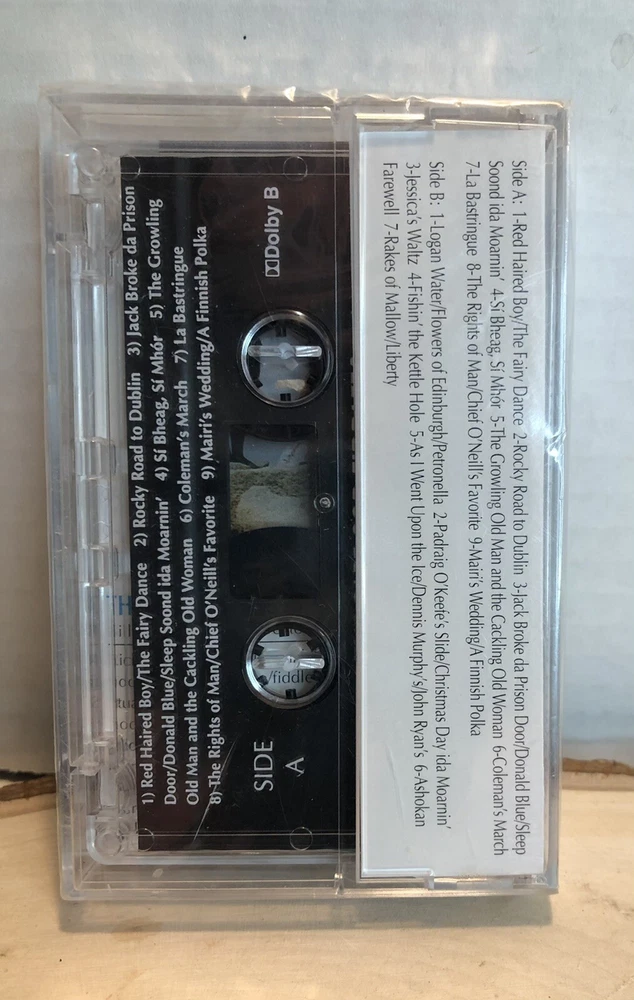 Side A: 1-Red Haired Boy/The Fairy Dance 2-Rocky Road to Dublin 3-Jack Broke da Prison Door/Donald Blue/Sleep
Soond ida Moarnin' 4-Sí Bheag, Sí Mhór 5-The Growling Old Man and the Cackling Old Woman 6-Coleman's March
7-La Bastringue 8-The Rights of Man/Chief O'Neill's Favorite 9-Mairi's Wedding/A Finnish Polka
Side B: 1-Logan Water/Flowers of Edinburgh/Petronella 2-Padraig O'Keefe's Slide/Christmas Day ida Moarnin'
3-Jessica's Waltz 4-Fishin' the Kettle Hole 5-As I Went Upon the Ice/Dennis Murphy's/John Ryan's 6-Ashokan
Farewell 7-Rakes of Mallow/Liberty
1) Red Haired Boy/The Fairy Dance 2) Rocky Road to Dublin 3) Jack Broke da Prison
Door/Donald Blue/Sleep Soond ida Moarnin' 4) Sí Bheag, Sí Mhór 5) The Growling
Old Man and the Cackling Old Woman 6) Coleman's March 7) La Bastringue
8) The Rights of Man/Chief O'Neill's Favorite 9) Mairi's Wedding/A Finnish Polka
SIDE
A
Dolby B
/fiddle